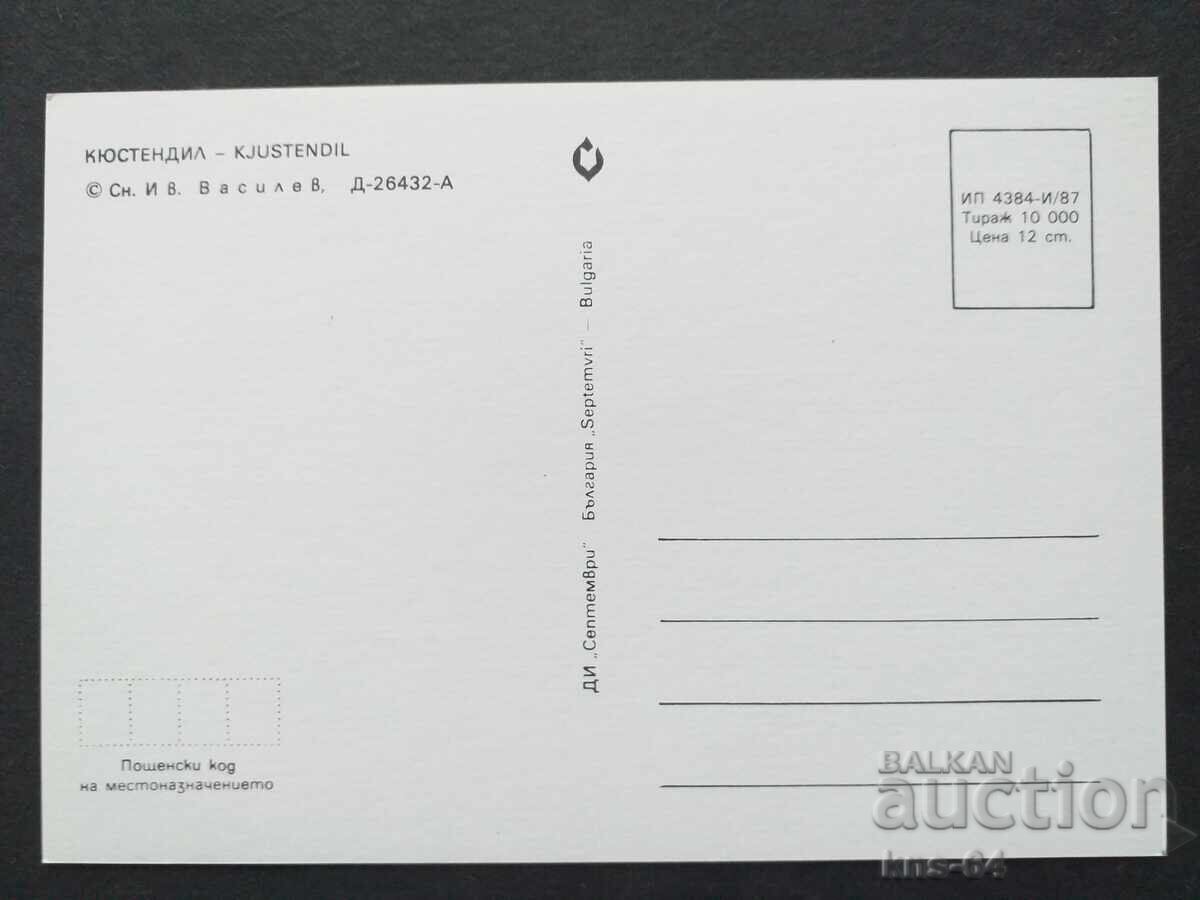 КЮСТЕНДИЛ – KJUSTENDIL
© Сн. Ив. Василев, Д-26432-А
ИП 4384-И/87
Тираж 10 000
Цена 12 ст.
ДИ „Септември" България „Septemvri" – Bulgaria
Пощенски код
на местоназначението
BALKAN
auction
kns-64